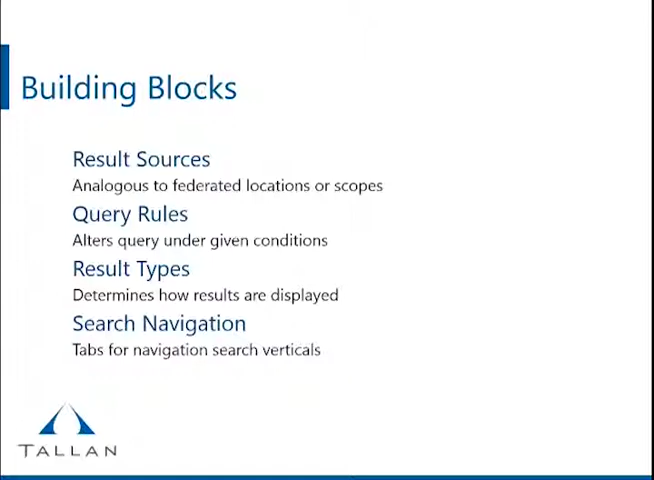 Building Blocks
Result Sources
Analogous to federated locations or scopes
Query Rules
Alters query under given conditions
Result Types
Determines how results are displayed
Search Navigation
Tabs for navigation search verticals
TALLAN